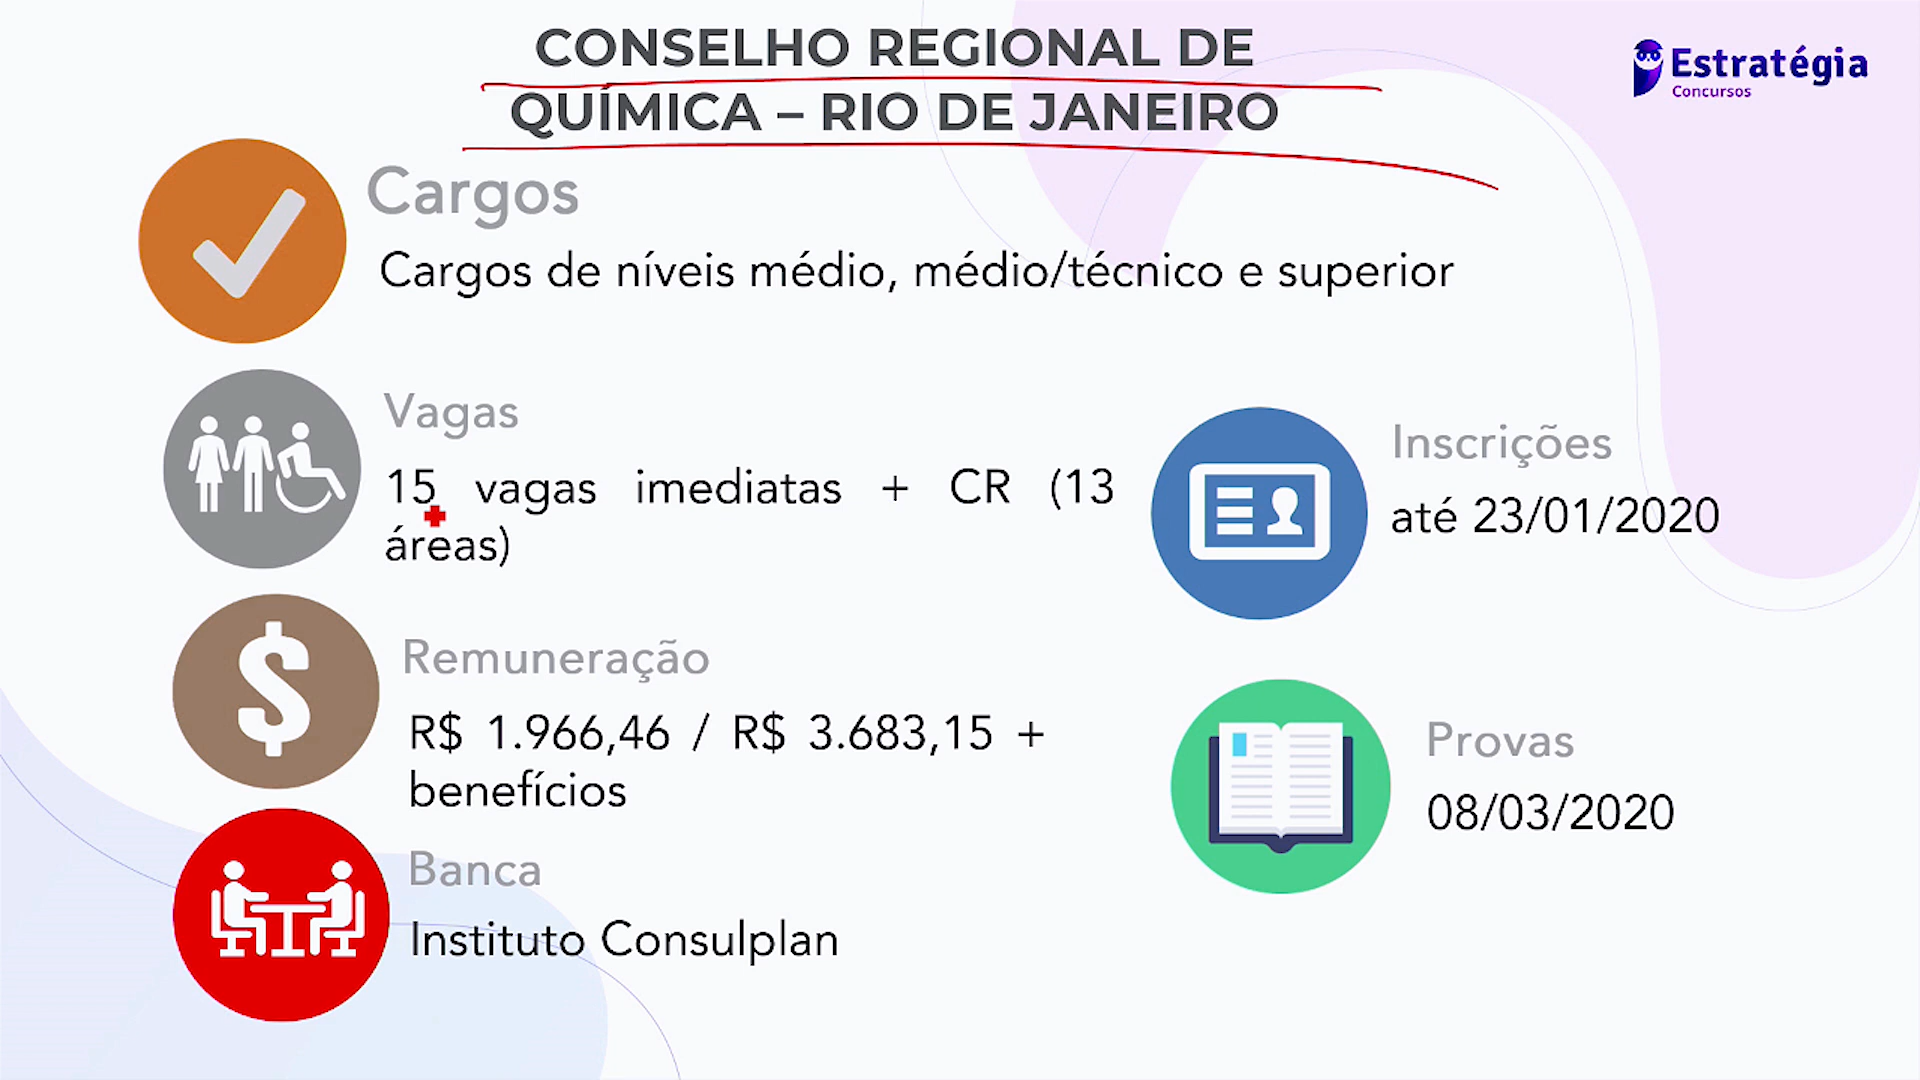 CONSELHO REGIONAL DE
QUÍMICA – RIO DE JANEIRO
Estratégia
Concursos
Cargos
Cargos de níveis médio, médio/técnico e superior
Vagas
15 vagas imediatas + CR (13
áreas)
Inscrições
até 23/01/2020
Remuneração
R$ 1.966,46 / R$ 3.683,15 +
benefícios
Provas
08/03/2020
Banca
Instituto Consulplan